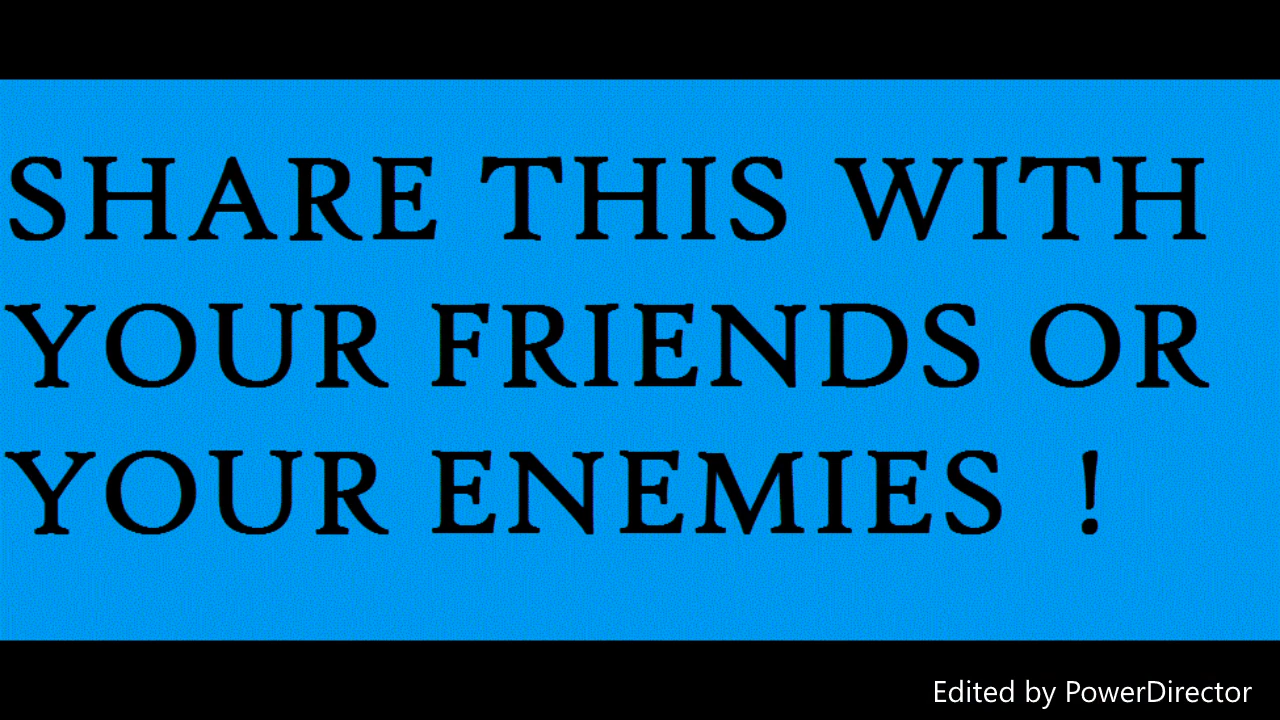 SHARE THIS WITH
YOUR FRIENDS OR
YOUR ENEMIES !
Edited by PowerDirector